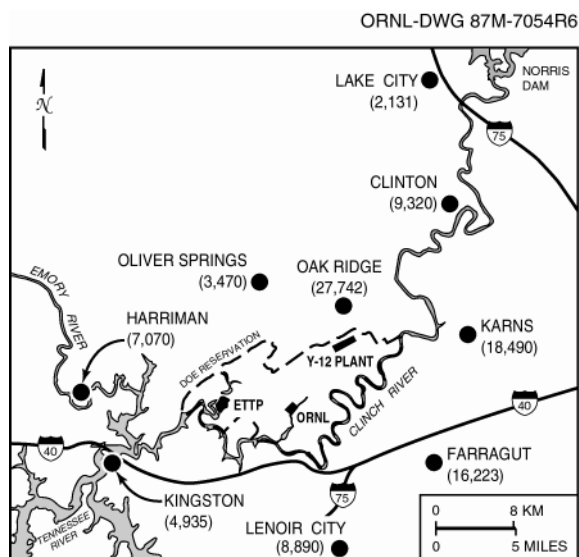 ORNL-DWG 87M-7054R6
NORRIS
DAM
LAKE CITY
(2,131)
N
75
CLINTON
(9,320)
OLIVER SPRINGS
(3,470)
OAK RIDGE
(27,742)
EMORY
RIVER
HARRIMAN
(7,070)
DOE RESERVATION
Y-12 PLANT
KARNS
(18,490)
ETTP
ORNL
CLINCH RIVER
40
40
FARRAGUT
(16,223)
KINGSTON
(4,935)
75
TENNESSEE
RIVER
LENOIR CITY
(8,890)
0 8 KM
0 5 MILES